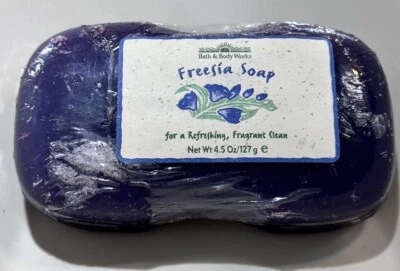 Bath & Body Works
Freesia Soap
for a Refreshing, Fragrant Clean
Net Wt 4.5 Oz/127 g ℮